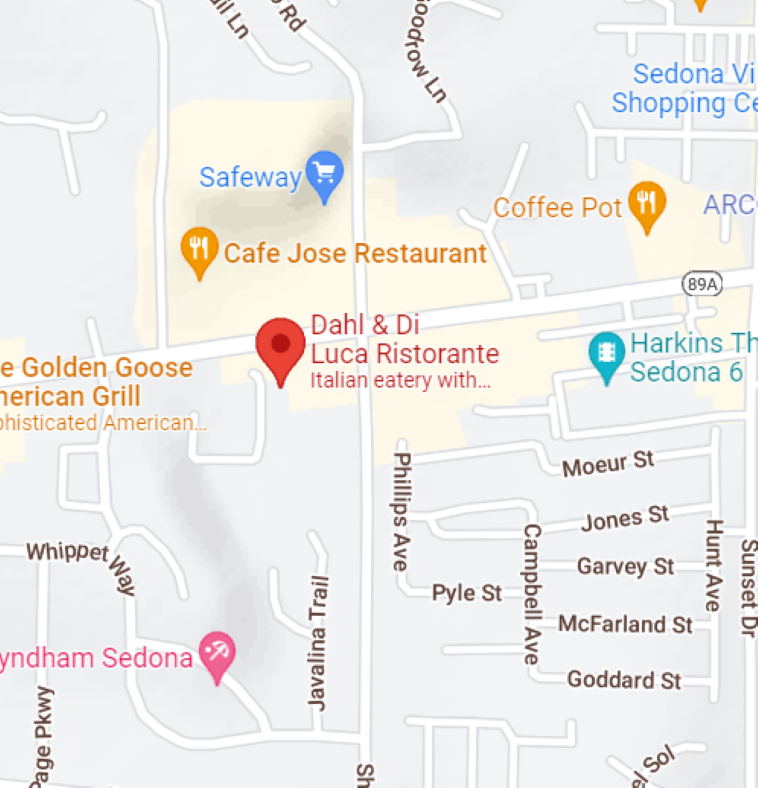 ail Ln
Rd
oodrow Ln
Sedona Vi
Shopping Ce
Safeway
Coffee Pot
ARC
Cafe Jose Restaurant
89A
Dahl & Di
Luca Ristorante
Italian eatery with...
Harkins Th
Sedona 6
e Golden Goose
merican Grill
phisticated American...
Moeur St
Phillips Ave
Jones St
Whippet Way
Campbell Ave
Garvey St
Hunt Ave
Sunset Dr
Pyle St
McFarland St
Javalina Trail
yndham Sedona
Goddard St
Page Pkwy
Sh
el Sol